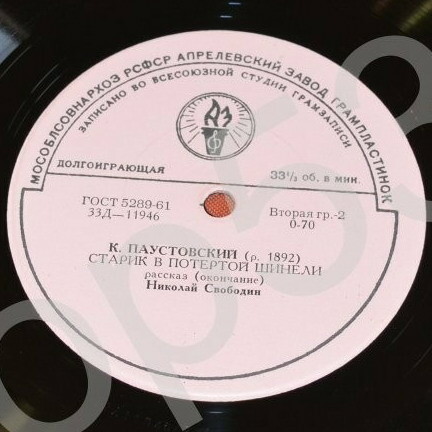 МОСОБЛСОВНАРХОЗ РСФСР АПРЕЛЕВСКИЙ ЗАВОД ГРАМПЛАСТИНОК
ЗАПИСАНО ВО ВСЕСОЮЗНОЙ СТУДИИ ГРАМЗАПИСИ
АЗ
ДОЛГОИГРАЮЩАЯ
33⅓ об. в мин.
ГОСТ 5289-61
33Д—11946
Вторая гр.-2
0-70
К. ПАУСТОВСКИЙ (р. 1892)
СТАРИК В ПОТЕРТОЙ ШИНЕЛИ
рассказ (окончание)
Николай Свободин